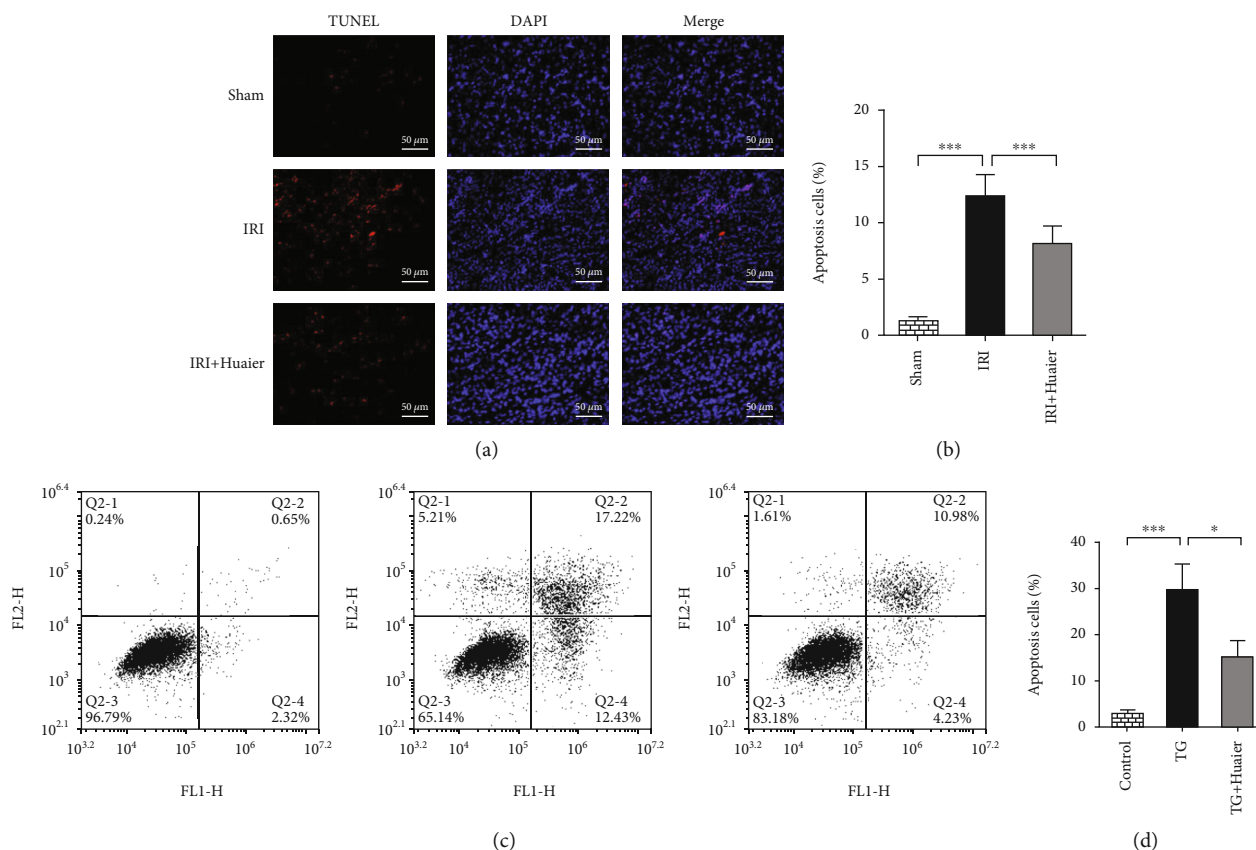 TUNEL DAPI Merge
Sham
50 µm 50 µm 50 µm
IRI
50 µm 50 µm 50 µm
IRI+Huaier
50 µm 50 µm 50 µm
(a)
20
15
10
5
0
Apoptosis cells (%)
*** ***
Sham
IRI
IRI+Huaier
(b)
10^6.4
10^5
10^4
10^3
10^2.1
FL2-H
Q2-1
0.24%
Q2-2
0.65%
Q2-3
96.79%
Q2-4
2.32%
10^3.2 10^4 10^5 10^6 10^7.2
FL1-H
10^6.4
10^5
10^4
10^3
10^2.1
FL2-H
Q2-1
5.21%
Q2-2
17.22%
Q2-3
65.14%
Q2-4
12.43%
10^3.2 10^4 10^5 10^6 10^7.2
FL1-H
10^6.4
10^5
10^4
10^3
10^2.1
FL2-H
Q2-1
1.61%
Q2-2
10.98%
Q2-3
83.18%
Q2-4
4.23%
10^3.2 10^4 10^5 10^6 10^7.2
FL1-H
(c)
40
30
20
10
0
Apoptosis cells (%)
*** *
Control
TG
TG+Huaier
(d)